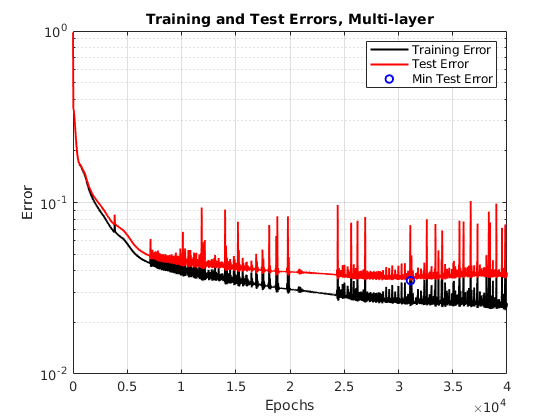 Training and Test Errors, Multi-layer
Training Error
Test Error
Min Test Error
Error
10^0
10^-1
10^-2
0 0.5 1 1.5 2 2.5 3 3.5 4
Epochs
×10^4